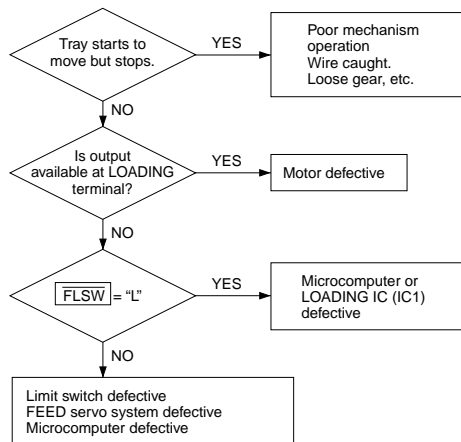 Tray starts to
move but stops.
YES
Poor mechanism
operation
Wire caught.
Loose gear, etc.
NO
Is output
available at LOADING
terminal?
YES
Motor defective
NO
FLSW = “L”
YES
Microcomputer or
LOADING IC (IC1)
defective
NO
Limit switch defective
FEED servo system defective
Microcomputer defective